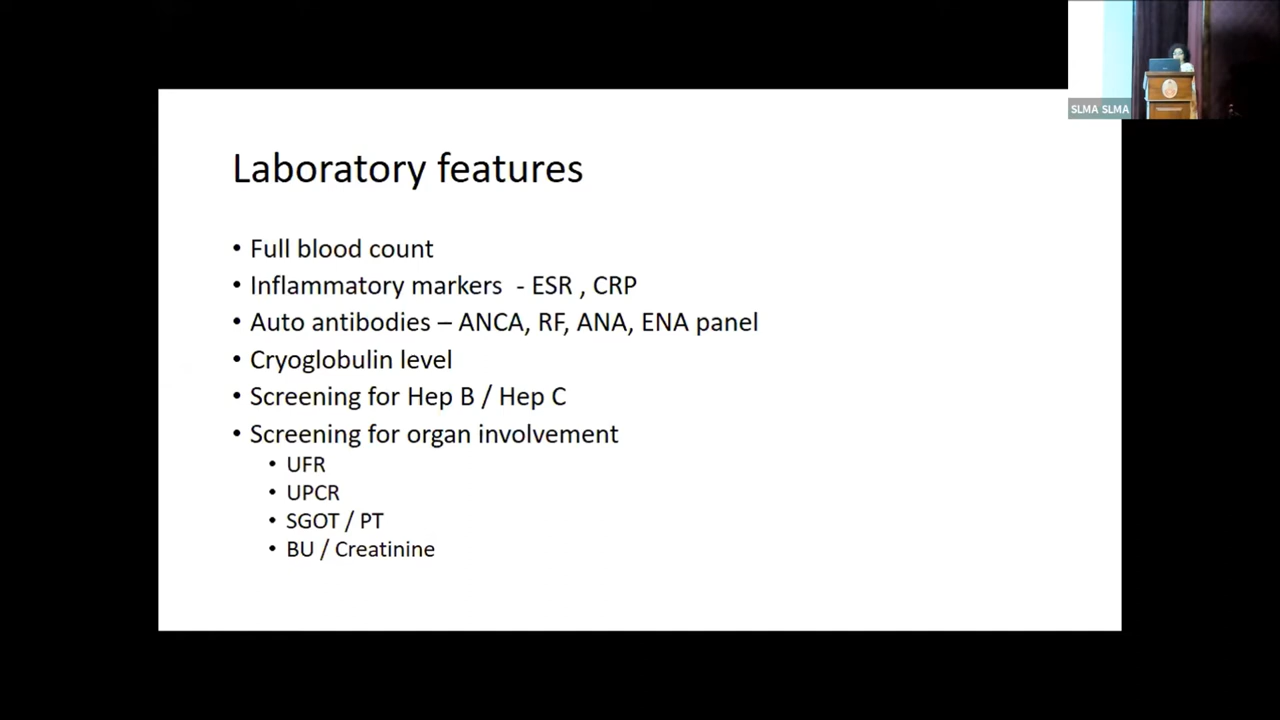 SLMA SLMA
Laboratory features
• Full blood count
• Inflammatory markers - ESR , CRP
• Auto antibodies – ANCA, RF, ANA, ENA panel
• Cryoglobulin level
• Screening for Hep B / Hep C
• Screening for organ involvement
• UFR
• UPCR
• SGOT / PT
• BU / Creatinine